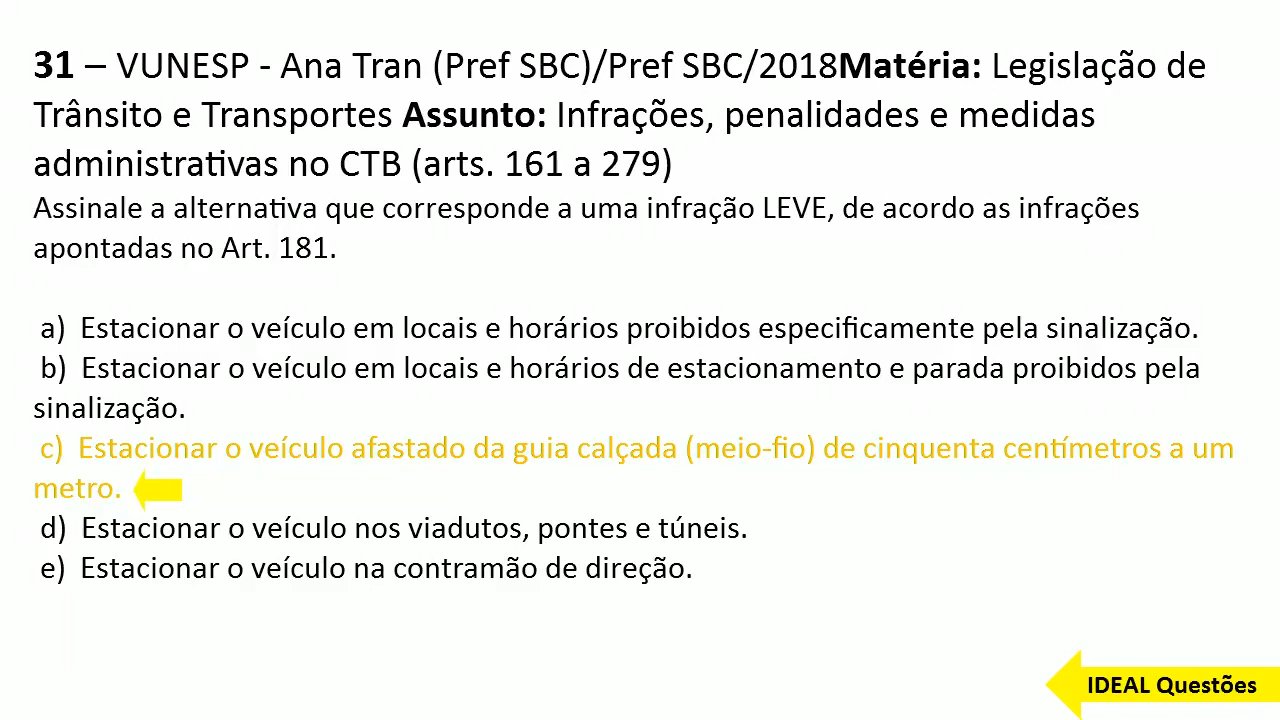 31 – VUNESP - Ana Tran (Pref SBC)/Pref SBC/2018Matéria: Legislação de
Trânsito e Transportes Assunto: Infrações, penalidades e medidas
administrativas no CTB (arts. 161 a 279)
Assinale a alternativa que corresponde a uma infração LEVE, de acordo as infrações
apontadas no Art. 181.
a) Estacionar o veículo em locais e horários proibidos especificamente pela sinalização.
b) Estacionar o veículo em locais e horários de estacionamento e parada proibidos pela
sinalização.
c) Estacionar o veículo afastado da guia calçada (meio-fio) de cinquenta centímetros a um
metro.
d) Estacionar o veículo nos viadutos, pontes e túneis.
e) Estacionar o veículo na contramão de direção.
IDEAL Questões